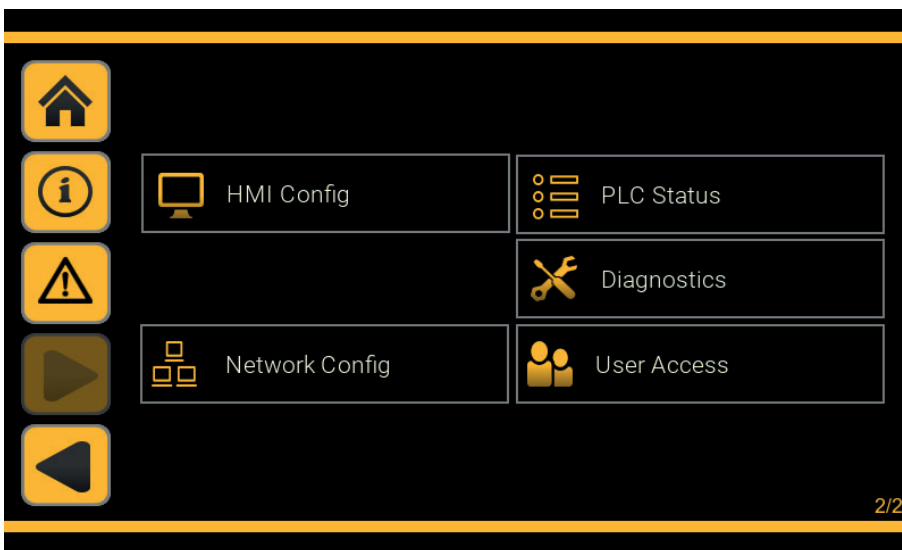 HMI Config
PLC Status
Diagnostics
Network Config
User Access
2/2